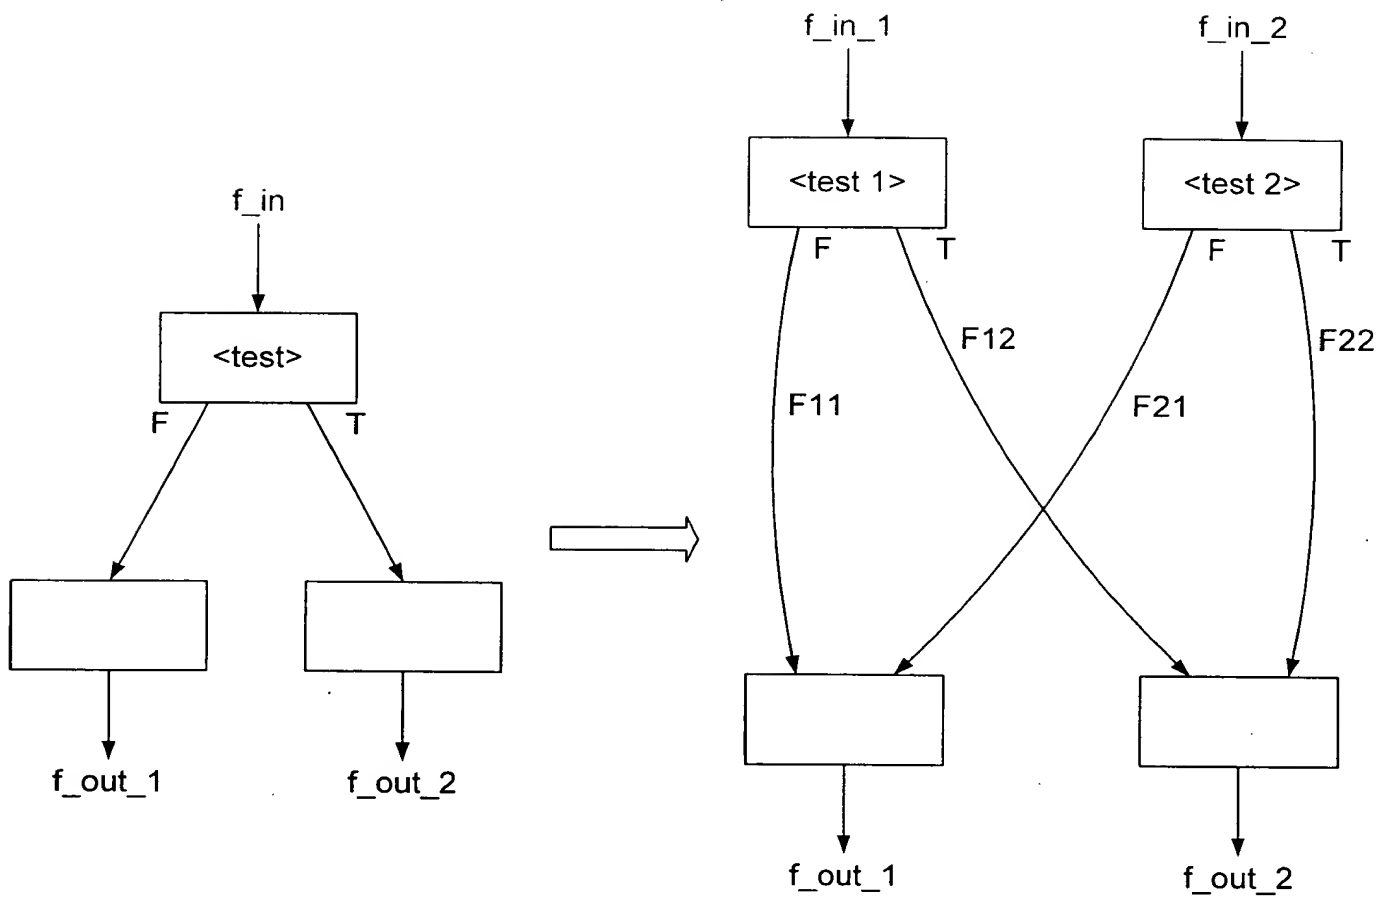 f_in
<test>
F T
f_out_1 f_out_2
f_in_1 f_in_2
<test 1> <test 2>
F T F T
F12 F22
F11 F21
f_out_1 f_out_2